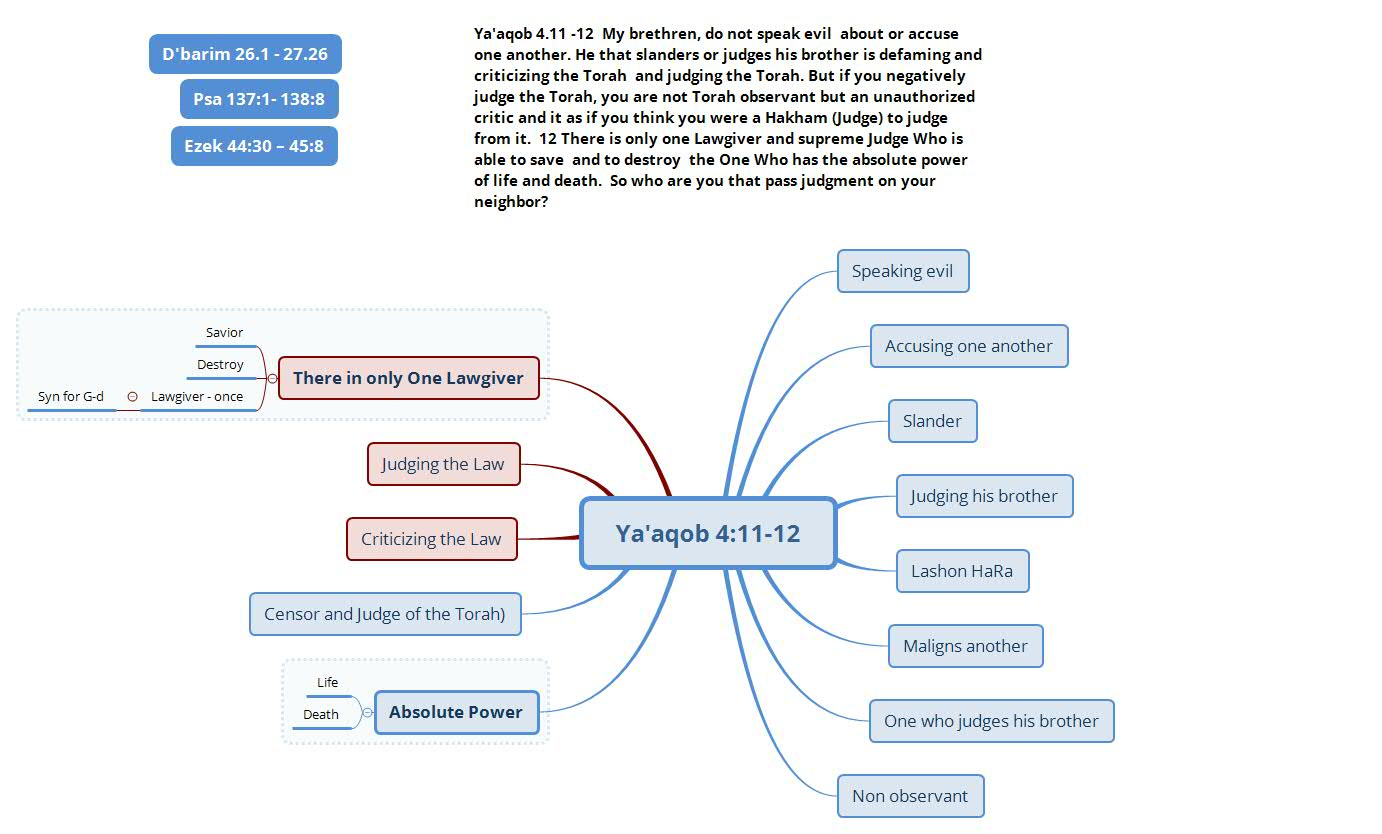 D'barim 26.1 - 27.26
Psa 137:1- 138:8
Ezek 44:30 – 45:8
Ya'aqob 4.11 -12  My brethren, do not speak evil  about or accuse
one another. He that slanders or judges his brother is defaming and
criticizing the Torah  and judging the Torah. But if you negatively
judge the Torah, you are not Torah observant but an unauthorized
critic and it as if you think you were a Hakham (Judge) to judge
from it.  12 There is only one Lawgiver and supreme Judge Who is
able to save  and to destroy  the One Who has the absolute power
of life and death.  So who are you that pass judgment on your
neighbor?
Savior
Destroy
Syn for G-d
Lawgiver - once
There in only One Lawgiver
Judging the Law
Criticizing the Law
Censor and Judge of the Torah)
Life
Death
Absolute Power
Ya'aqob 4:11-12
Speaking evil
Accusing one another
Slander
Judging his brother
Lashon HaRa
Maligns another
One who judges his brother
Non observant